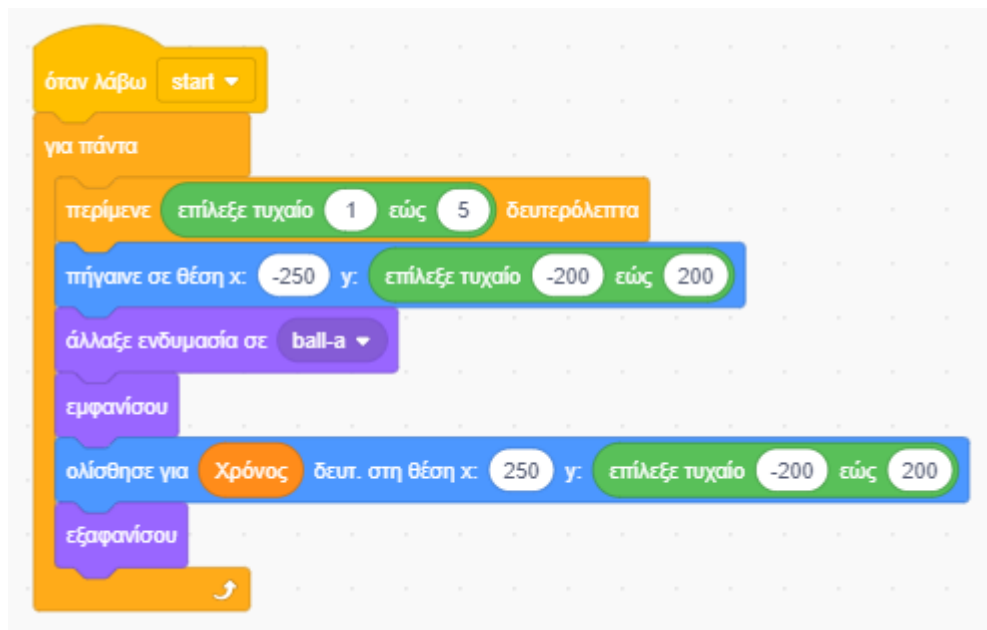 όταν λάβω start
για πάντα
περίμενε επίλεξε τυχαίο 1 εώς 5 δευτερόλεπτα
πήγαινε σε θέση x: -250 y: επίλεξε τυχαίο -200 εώς 200
άλλαξε ενδυμασία σε ball-a
εμφανίσου
ολίσθησε για Χρόνος δευτ. στη θέση x: 250 y: επίλεξε τυχαίο -200 εώς 200
εξαφανίσου